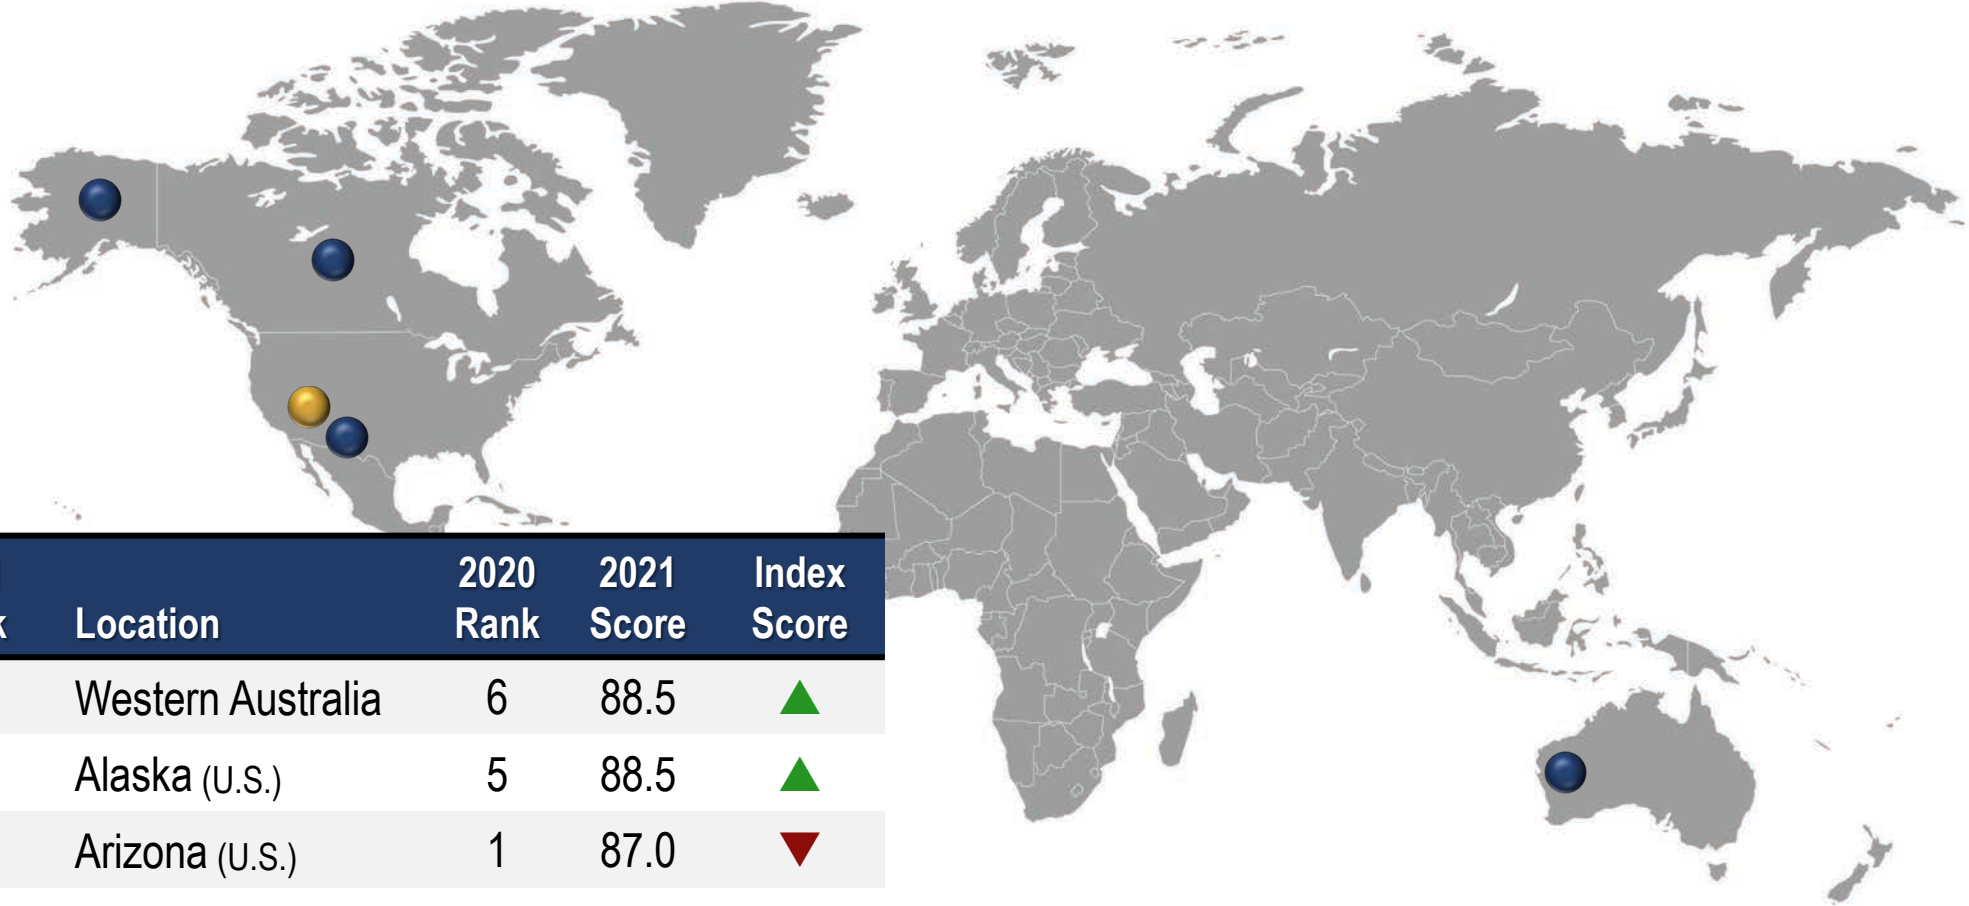 Location 2020 Rank 2021 Score Index Score
Western Australia 6 88.5 ▲
Alaska (U.S.) 5 88.5 ▲
Arizona (U.S.) 1 87.0 ▼